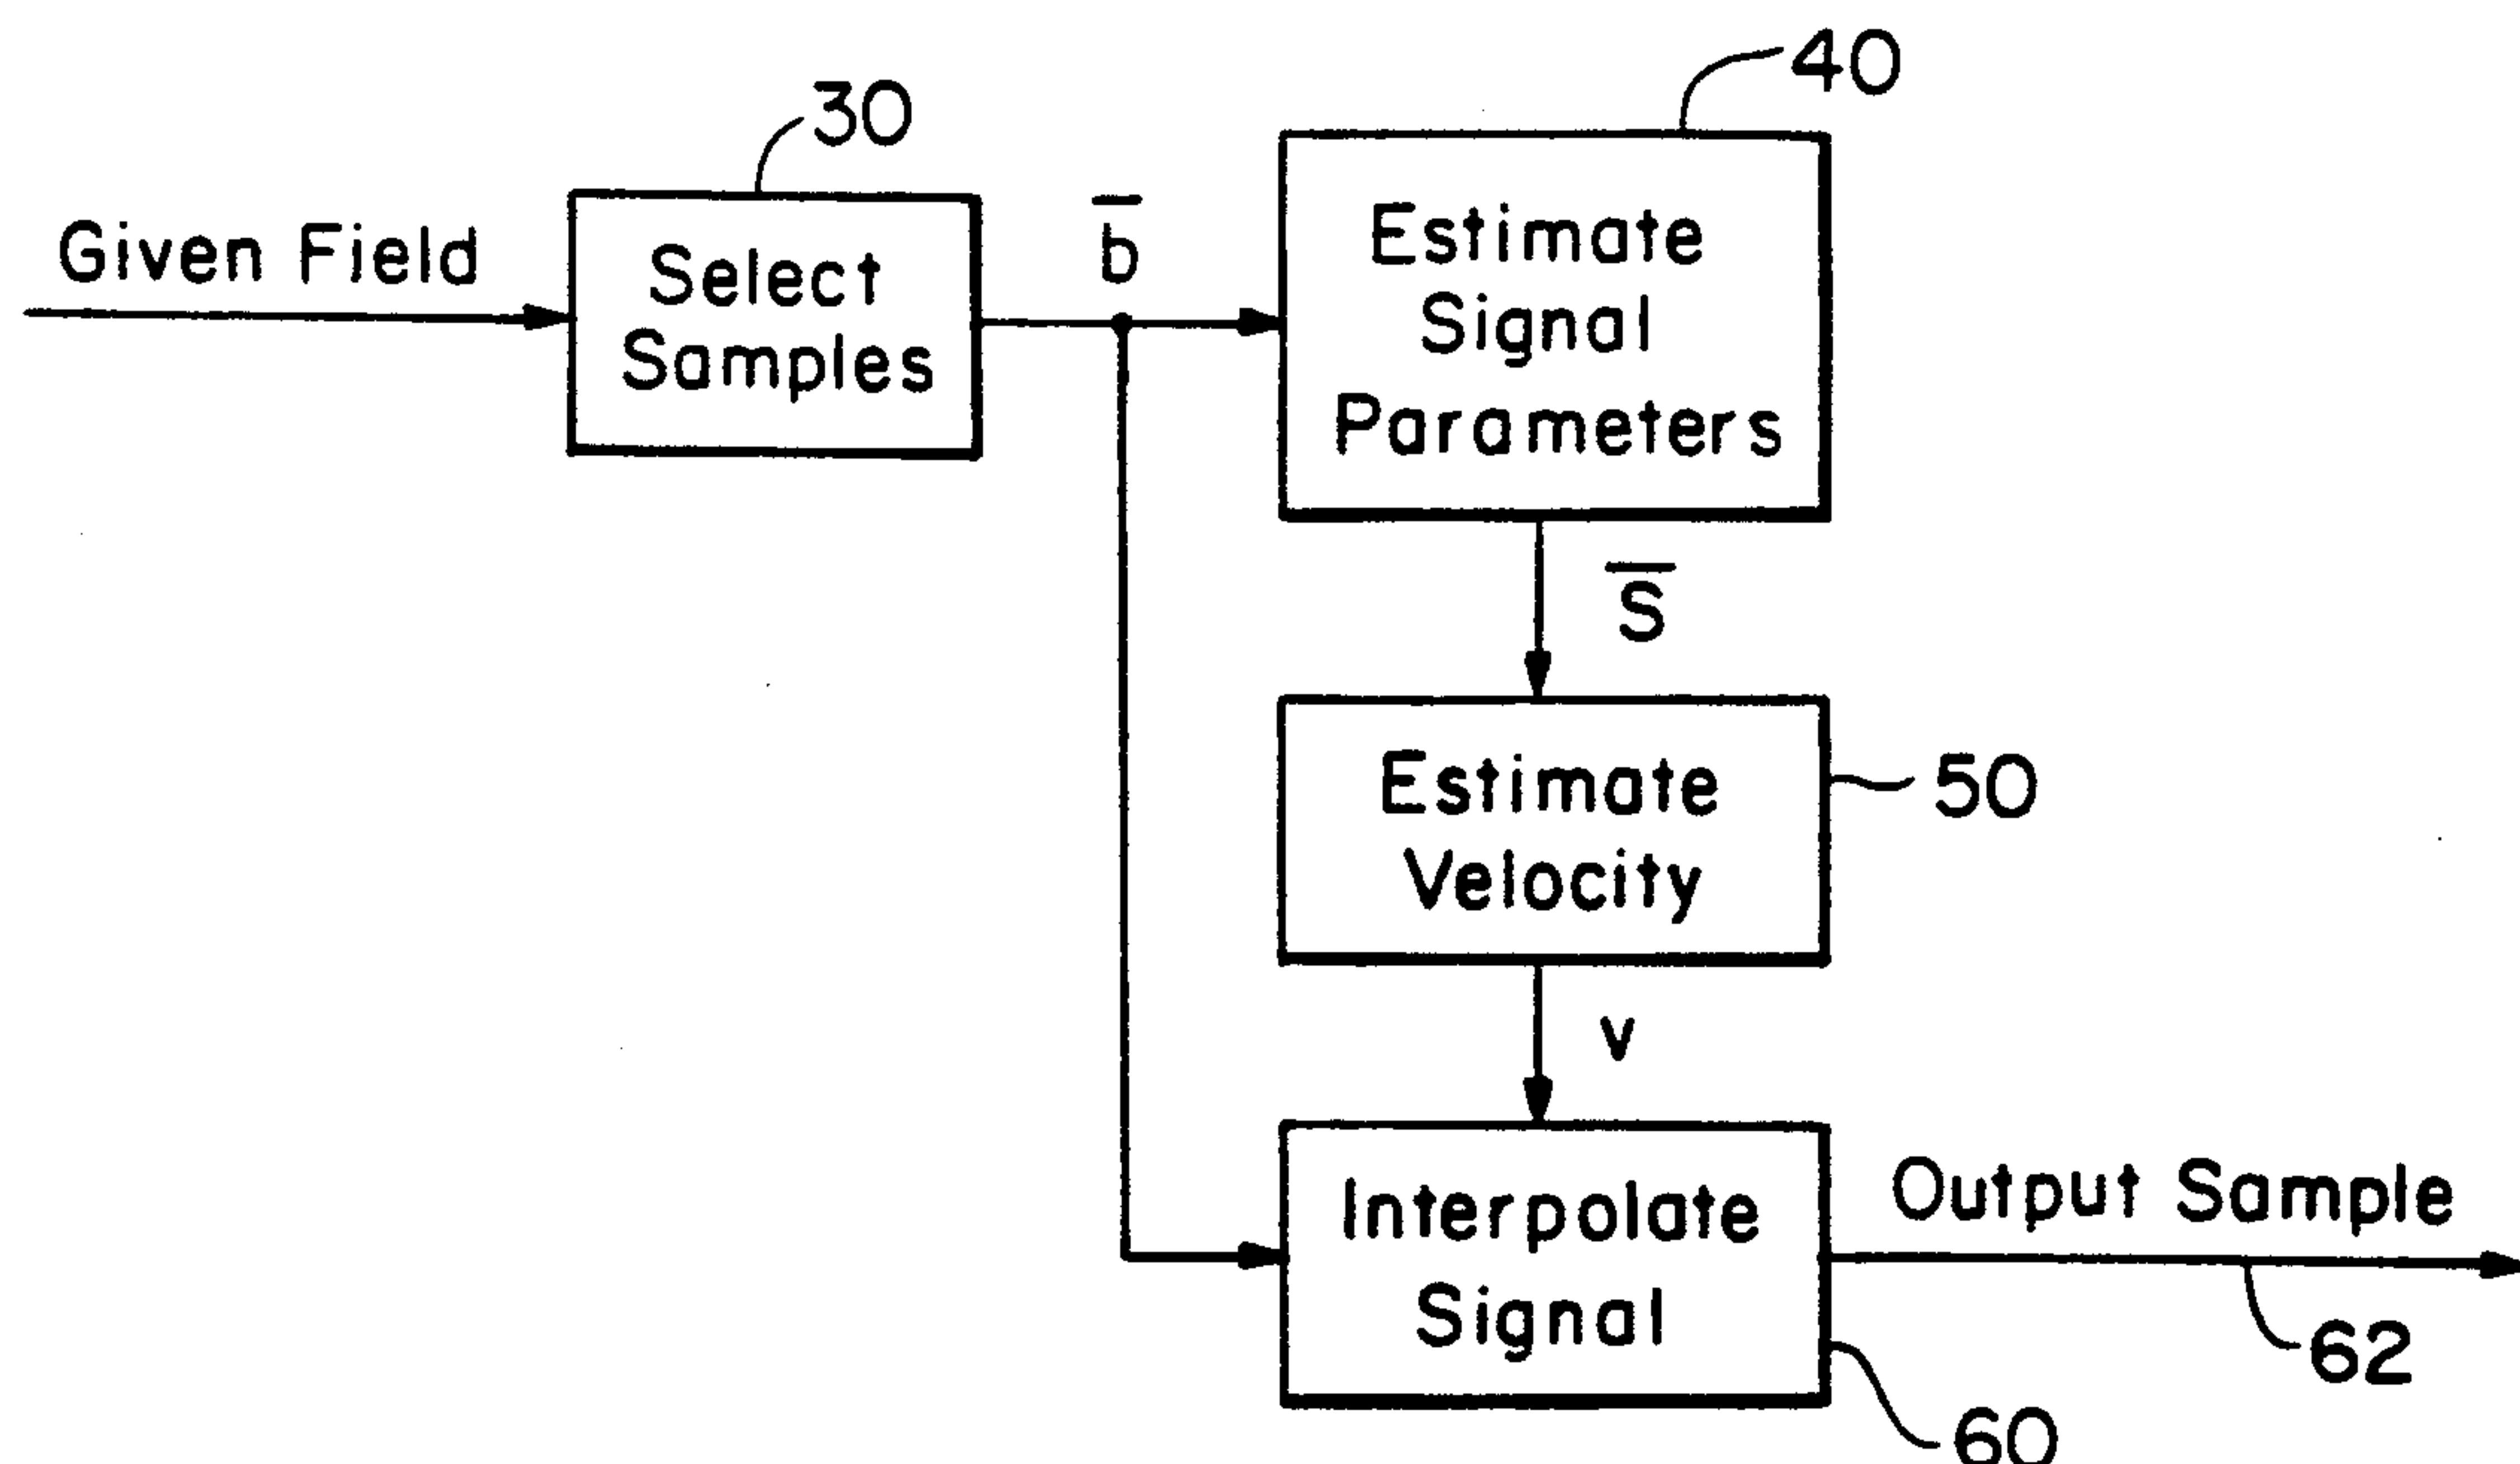 40
30
Given Field
Select
Samples
b̅
Estimate
Signal
Parameters
S̅
Estimate
Velocity
50
v
Interpolate
Signal
Output Sample
62
60